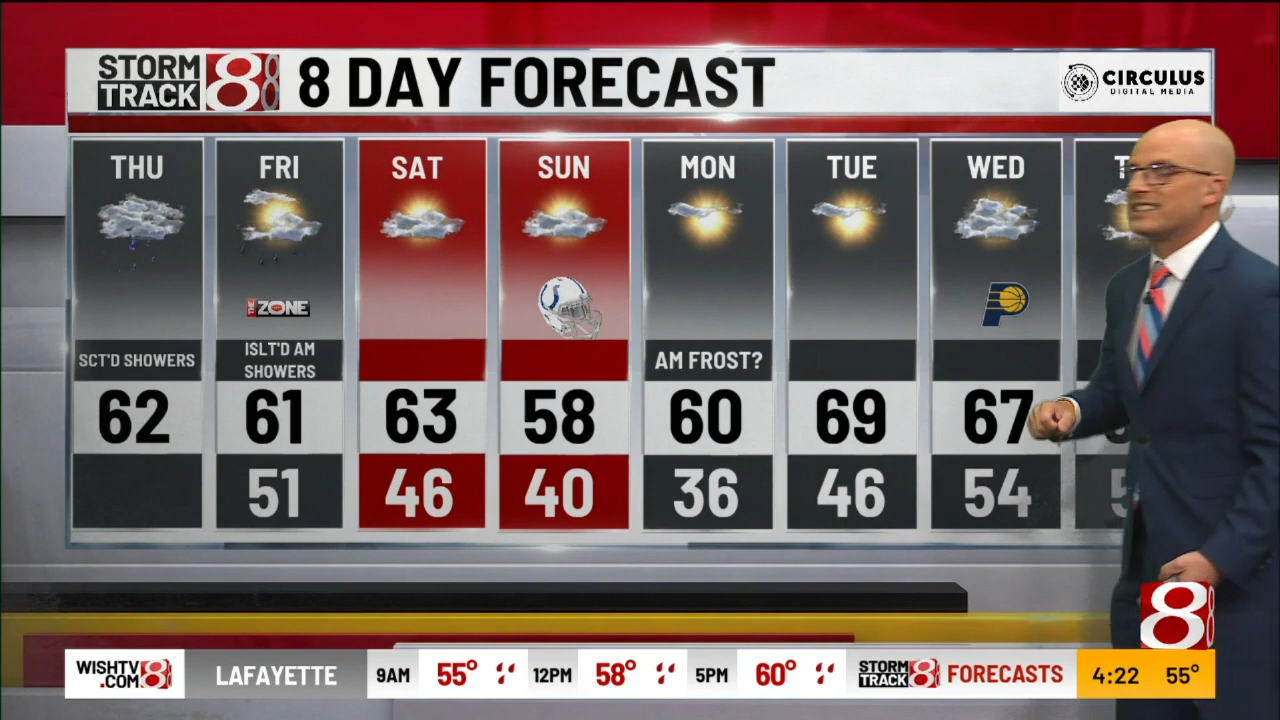 STORM TRACK 8 8 DAY FORECAST
CIRCULUS
DIGITAL MEDIA
THU FRI SAT SUN MON TUE WED
THE ZONE
SCT'D SHOWERS ISLT'D AM SHOWERS AM FROST?
62 61 63 58 60 69 67
51 46 40 36 46 54
8
WISHTV.COM 8 LAFAYETTE 9AM 55° 12PM 58° 5PM 60° STORM TRACK 8 FORECASTS 4:22 55°